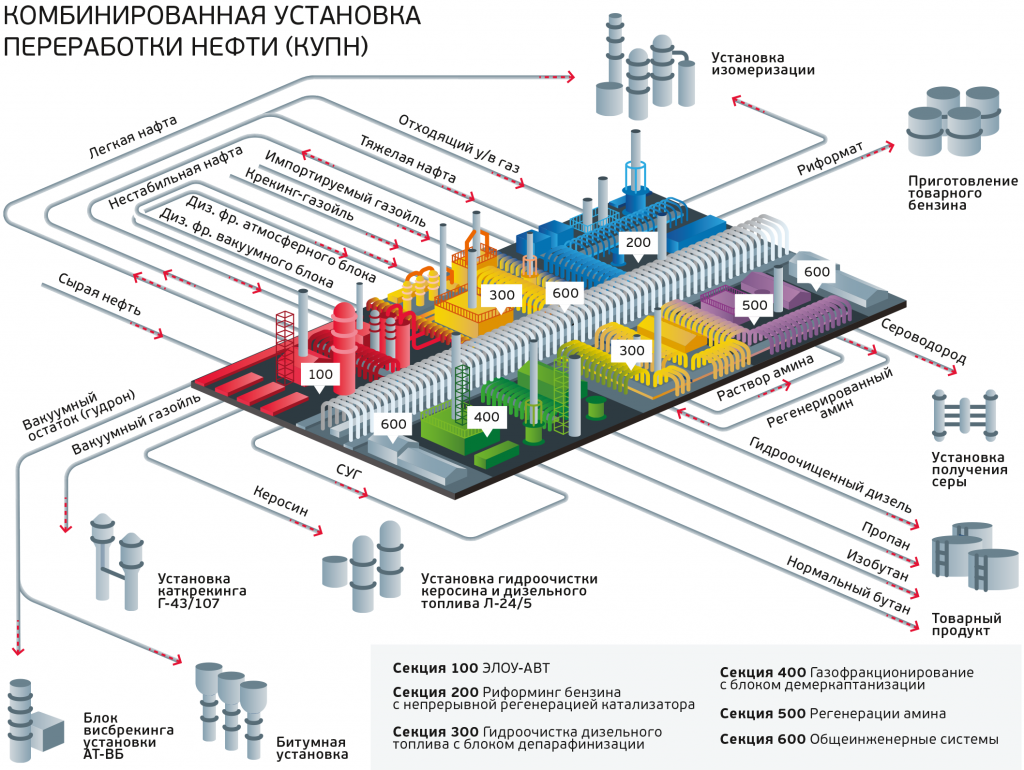 КОМБИНИРОВАННАЯ УСТАНОВКА
ПЕРЕРАБОТКИ НЕФТИ (КУПН)
Установка
изомеризации
Легкая нафта
Отходящий у/в газ
Тяжелая нафта
Нестабильная нафта
Импортируемый газойль
Крекинг-газойль
Диз. фр. атмосферного блока
Диз. фр. вакуумного блока
Сырая нефть
Риформат
Приготовление
товарного
бензина
200
600
500
300
600
300
100
600
400
Сероводород
Раствор амина
Регенерированный
амин
Вакуумный
остаток (гудрон)
Вакуумный газойль
СУГ
Керосин
Установка
получения
серы
Гидроочищенный дизель
Пропан
Изобутан
Нормальный бутан
Товарный
продукт
Установка
каткрекинга
Г-43/107
Установка гидроочистки
керосина и дизельного
топлива Л-24/5
Блок
висбрекинга
установки
АТ-ВБ
Битумная
установка
Секция 100 ЭЛОУ-АВТ
Секция 200 Риформинг бензина
с непрерывной регенерацией катализатора
Секция 300 Гидроочистка дизельного
топлива с блоком депарафинизации
Секция 400 Газофракционирование
с блоком демеркаптанизации
Секция 500 Регенерации амина
Секция 600 Общеинженерные системы